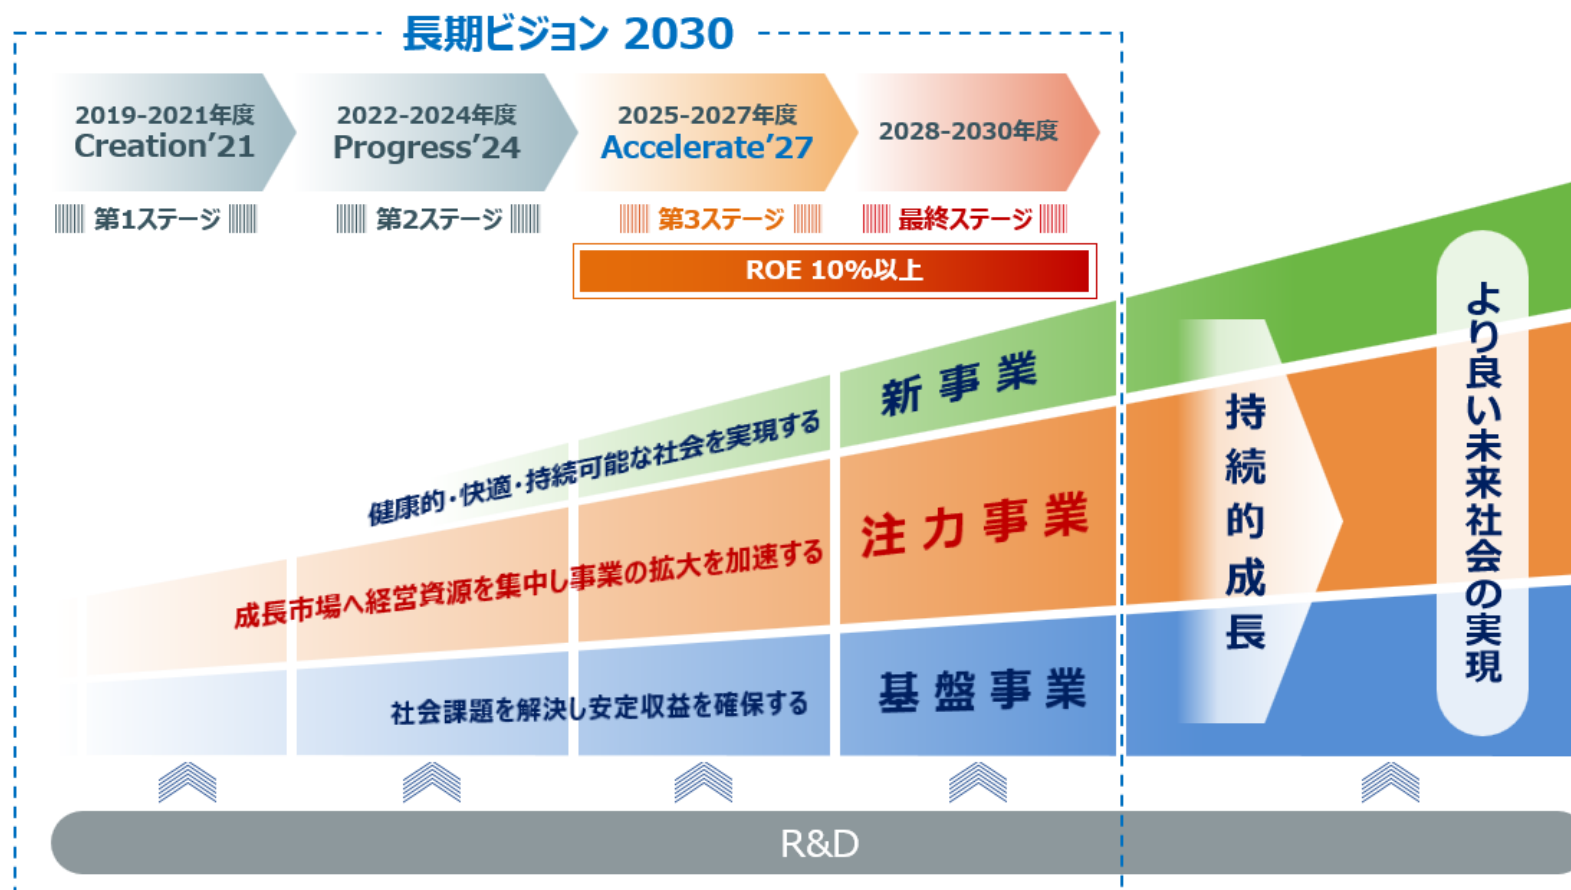 長期ビジョン 2030
2019-2021年度
Creation’21
2022-2024年度
Progress’24
2025-2027年度
Accelerate’27
2028-2030年度
第1ステージ
第2ステージ
第3ステージ
最終ステージ
ROE 10%以上
健康的・快適・持続可能な社会を実現する
新事業
成長市場へ経営資源を集中し事業の拡大を加速する
注力事業
社会課題を解決し安定収益を確保する
基盤事業
持続的成長
より良い未来社会の実現
R&D